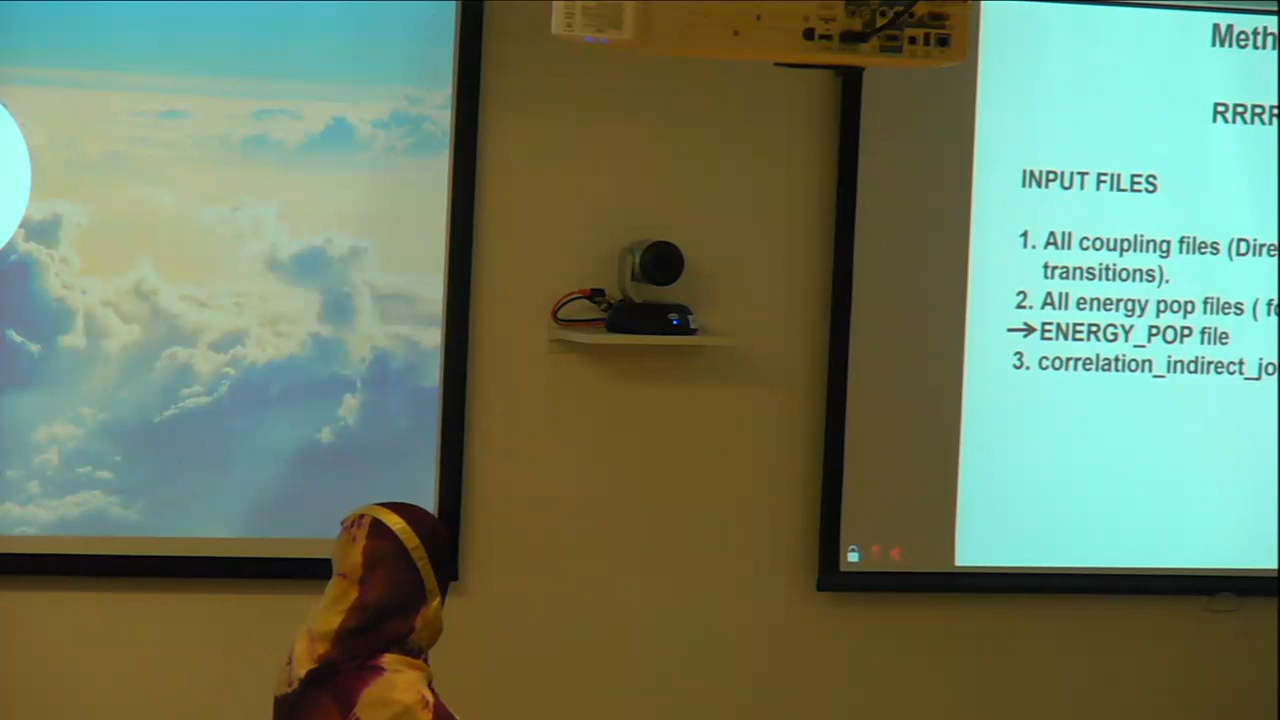 Meth
RRRR
INPUT FILES
1. All coupling files (Dire
transitions).
2. All energy pop files ( fo
→ENERGY_POP file
3. correlation_indirect_jo